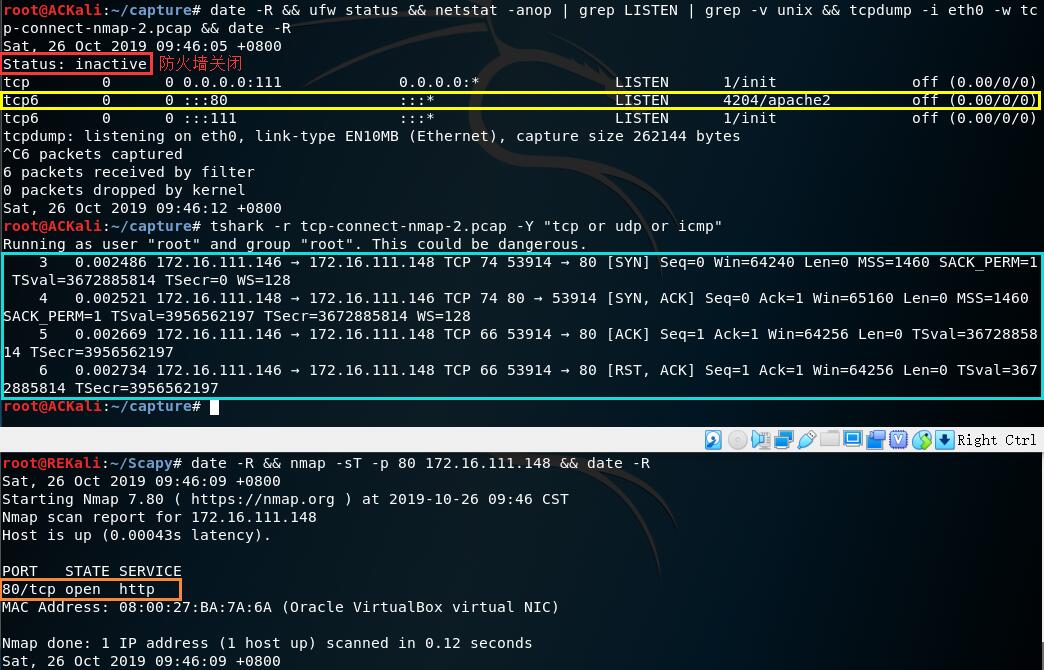 root@ACKali:~/capture# date -R && ufw status && netstat -anop | grep LISTEN | grep -v unix && tcpdump -i eth0 -w tc
p-connect-nmap-2.pcap && date -R
Sat, 26 Oct 2019 09:46:05 +0800
Status: inactive 防火墙关闭
tcp 0 0 0.0.0.0:111 0.0.0.0:* LISTEN 1/init off (0.00/0/0)
tcp6 0 0 :::80 :::* LISTEN 4204/apache2 off (0.00/0/0)
tcp6 0 0 :::111 :::* LISTEN 1/init off (0.00/0/0)
tcpdump: listening on eth0, link-type EN10MB (Ethernet), capture size 262144 bytes
^C6 packets captured
6 packets received by filter
0 packets dropped by kernel
Sat, 26 Oct 2019 09:46:12 +0800
root@ACKali:~/capture# tshark -r tcp-connect-nmap-2.pcap -Y "tcp or udp or icmp"
Running as user "root" and group "root". This could be dangerous.
3 0.002486 172.16.111.146 → 172.16.111.148 TCP 74 53914 → 80 [SYN] Seq=0 Win=64240 Len=0 MSS=1460 SACK_PERM=1
TSval=3672885814 TSecr=0 WS=128
4 0.002521 172.16.111.148 → 172.16.111.146 TCP 74 80 → 53914 [SYN, ACK] Seq=0 Ack=1 Win=65160 Len=0 MSS=1460
SACK_PERM=1 TSval=3956562197 TSecr=3672885814 WS=128
5 0.002669 172.16.111.146 → 172.16.111.148 TCP 66 53914 → 80 [ACK] Seq=1 Ack=1 Win=64256 Len=0 TSval=36728858
14 TSecr=3956562197
6 0.002734 172.16.111.146 → 172.16.111.148 TCP 66 53914 → 80 [RST, ACK] Seq=1 Ack=1 Win=64256 Len=0 TSval=367
2885814 TSecr=3956562197
root@ACKali:~/capture#
Right Ctrl
root@REKali:~/Scapy# date -R && nmap -sT -p 80 172.16.111.148 && date -R
Sat, 26 Oct 2019 09:46:09 +0800
Starting Nmap 7.80 ( https://nmap.org ) at 2019-10-26 09:46 CST
Nmap scan report for 172.16.111.148
Host is up (0.00043s latency).
PORT STATE SERVICE
80/tcp open http
MAC Address: 08:00:27:BA:7A:6A (Oracle VirtualBox virtual NIC)
Nmap done: 1 IP address (1 host up) scanned in 0.12 seconds
Sat, 26 Oct 2019 09:46:09 +0800